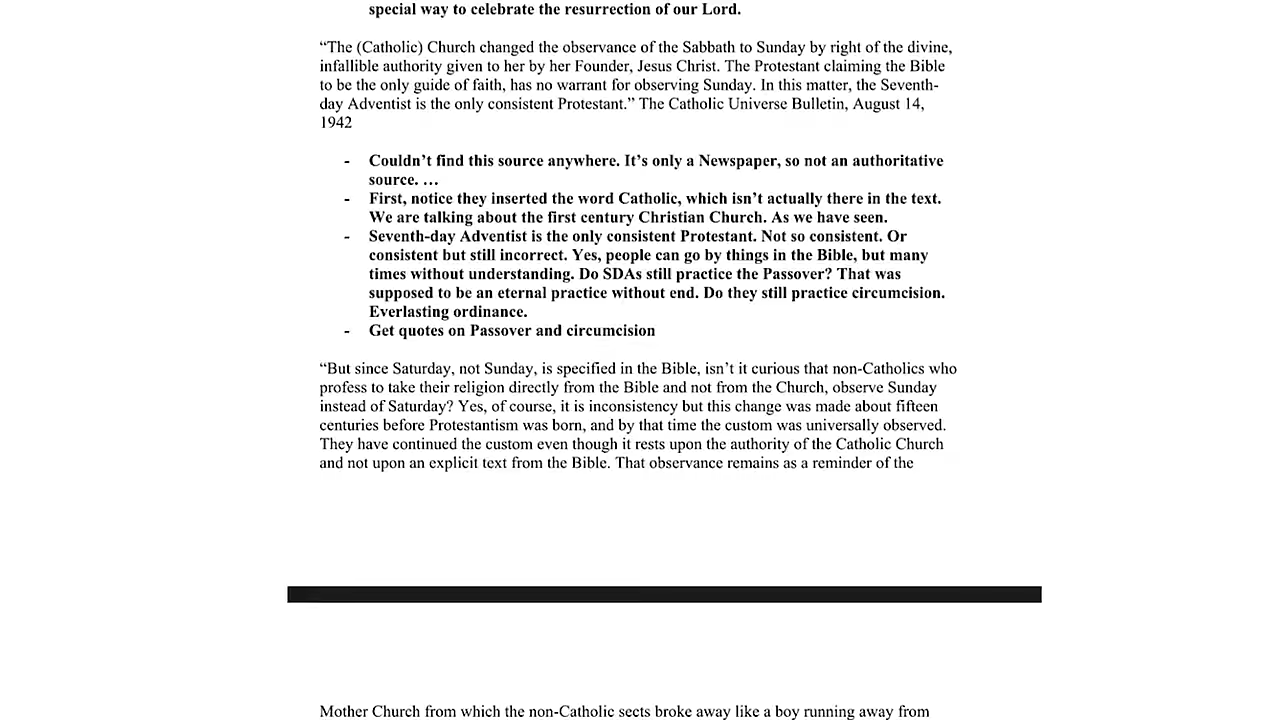 special way to celebrate the resurrection of our Lord.
“The (Catholic) Church changed the observance of the Sabbath to Sunday by right of the divine,
infallible authority given to her by her Founder, Jesus Christ. The Protestant claiming the Bible
to be the only guide of faith, has no warrant for observing Sunday. In this matter, the Seventh-
day Adventist is the only consistent Protestant.” The Catholic Universe Bulletin, August 14,
1942
- Couldn’t find this source anywhere. It’s only a Newspaper, so not an authoritative
source. …
- First, notice they inserted the word Catholic, which isn’t actually there in the text.
We are talking about the first century Christian Church. As we have seen.
- Seventh-day Adventist is the only consistent Protestant. Not so consistent. Or
consistent but still incorrect. Yes, people can go by things in the Bible, but many
times without understanding. Do SDAs still practice the Passover? That was
supposed to be an eternal practice without end. Do they still practice circumcision.
Everlasting ordinance.
- Get quotes on Passover and circumcision
“But since Saturday, not Sunday, is specified in the Bible, isn’t it curious that non-Catholics who
profess to take their religion directly from the Bible and not from the Church, observe Sunday
instead of Saturday? Yes, of course, it is inconsistency but this change was made about fifteen
centuries before Protestantism was born, and by that time the custom was universally observed.
They have continued the custom even though it rests upon the authority of the Catholic Church
and not upon an explicit text from the Bible. That observance remains as a reminder of the
Mother Church from which the non-Catholic sects broke away like a boy running away from